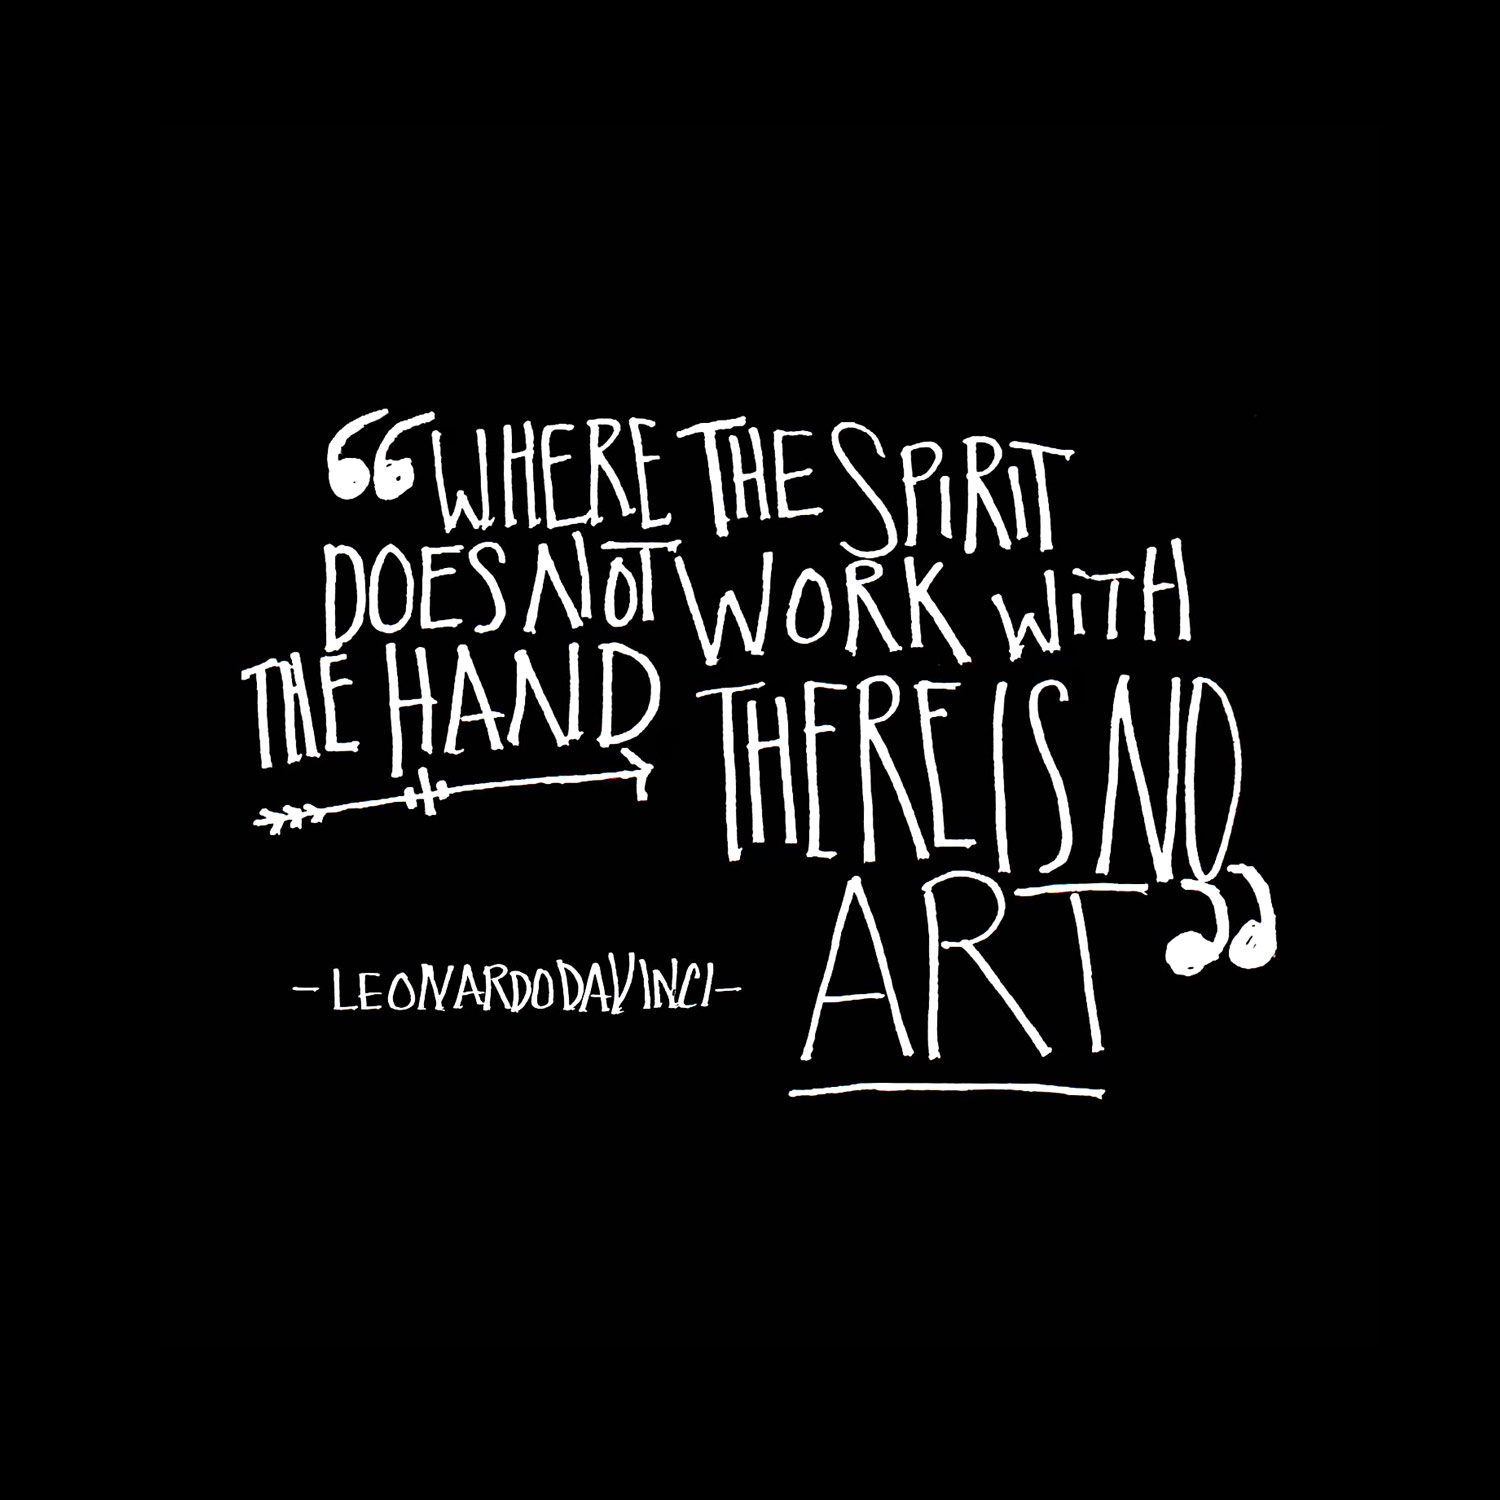 “WHERE THE SPIRIT
DOES NOT WORK WITH
THE HAND THERE IS NO
ART”
-LEONARDO DA VINCI-